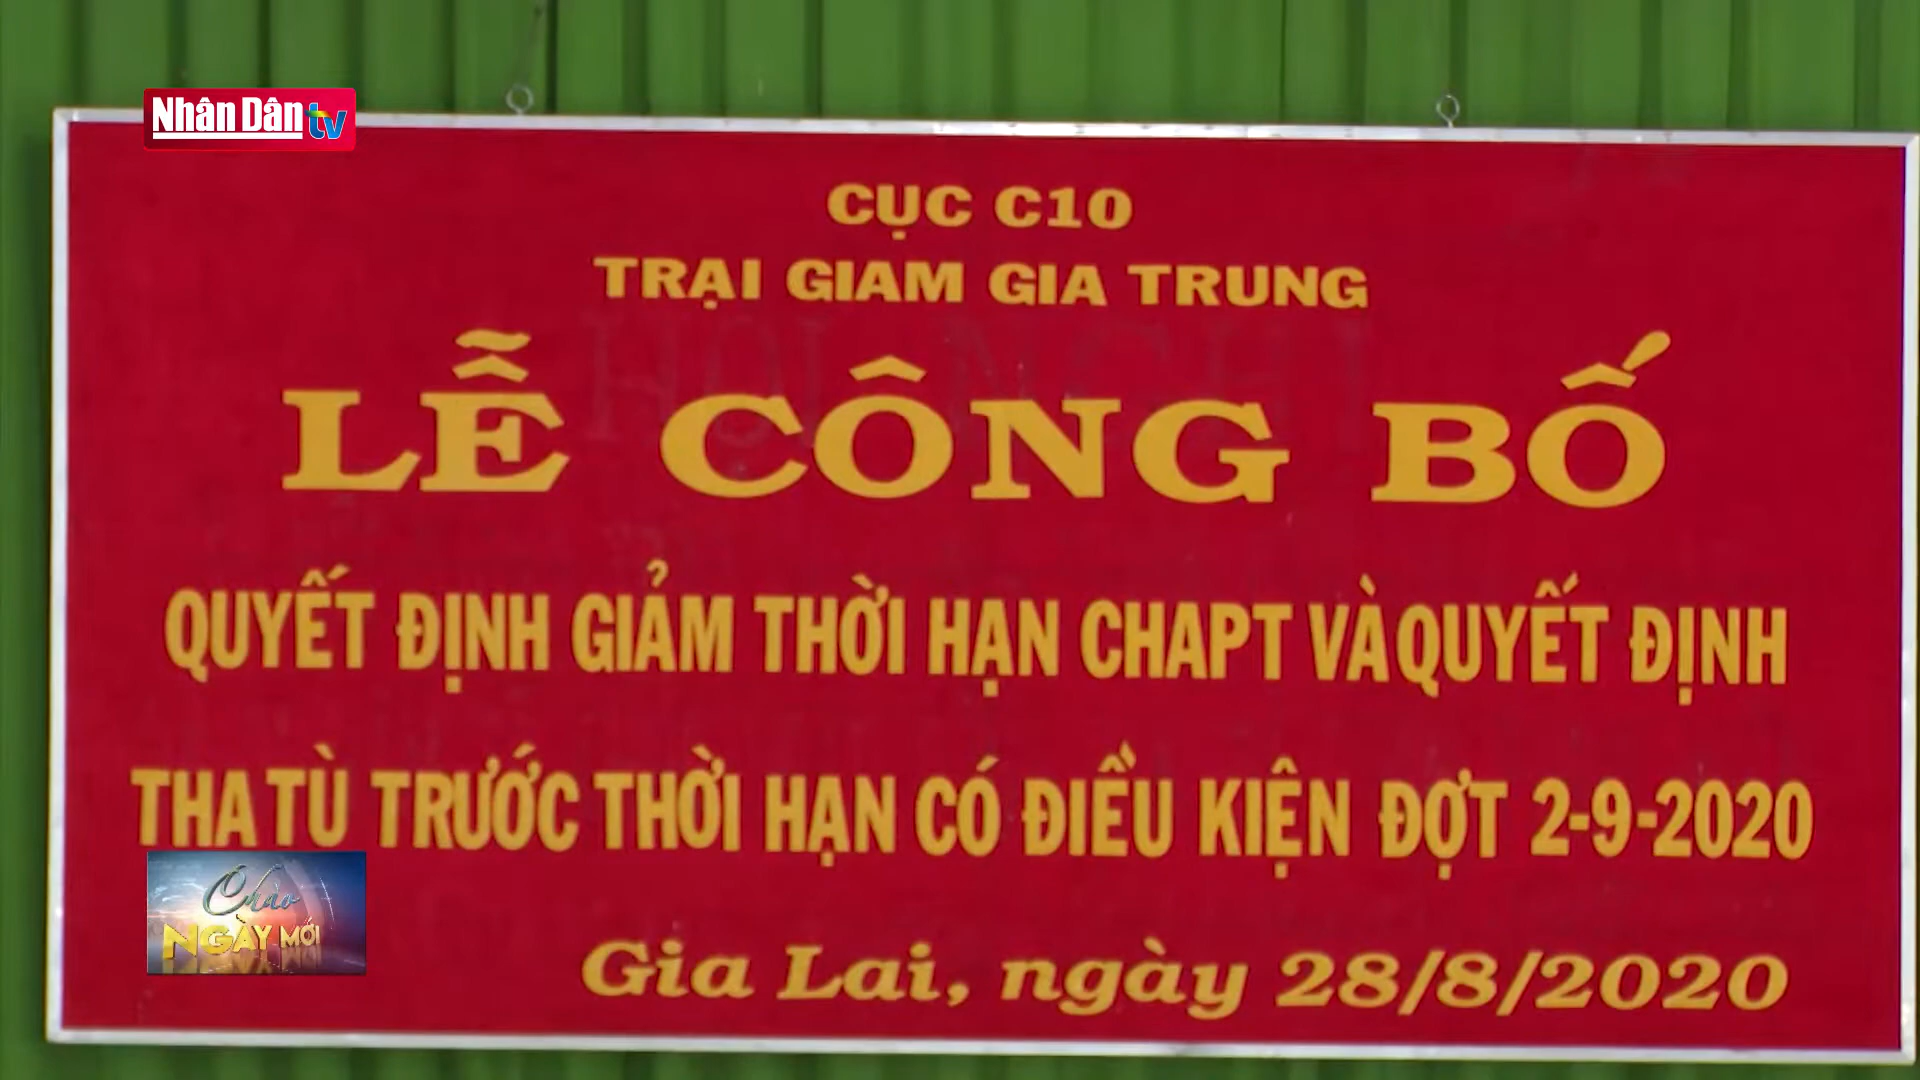 Nhân Dân tv
CỤC C10
TRẠI GIAM GIA TRUNG
LỄ CÔNG BỐ
QUYẾT ĐỊNH GIẢM THỜI HẠN CHAPT VÀ QUYẾT ĐỊNH
THA TÙ TRƯỚC THỜI HẠN CÓ ĐIỀU KIỆN ĐỢT 2-9-2020
Chào
NGÀY MỚI
Gia Lai, ngày 28/8/2020